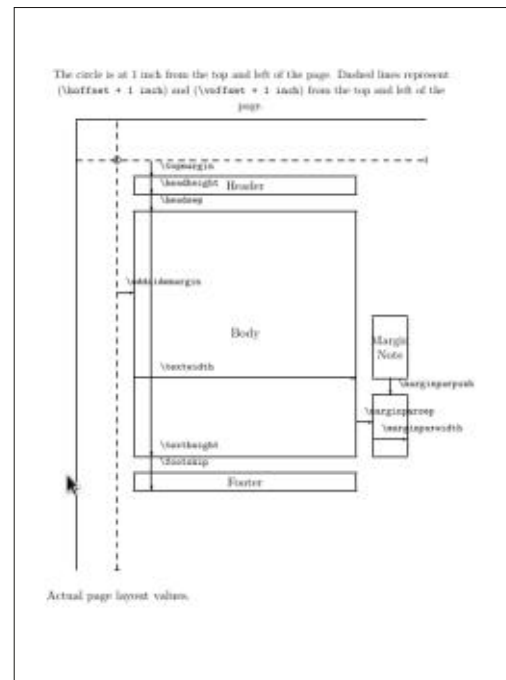 The circle is at 1 inch from the top and left of the page. Dashed lines represent
(\hoffset + 1 inch) and (\voffset + 1 inch) from the top and left of the
page.
\topmargin
\headheight
Header
\headsep
\oddsidemargin
Body
Margin
Note
\textwidth
\marginparpush
\marginparsep
\marginparwidth
\textheight
\footskip
Footer
Actual page layout values.